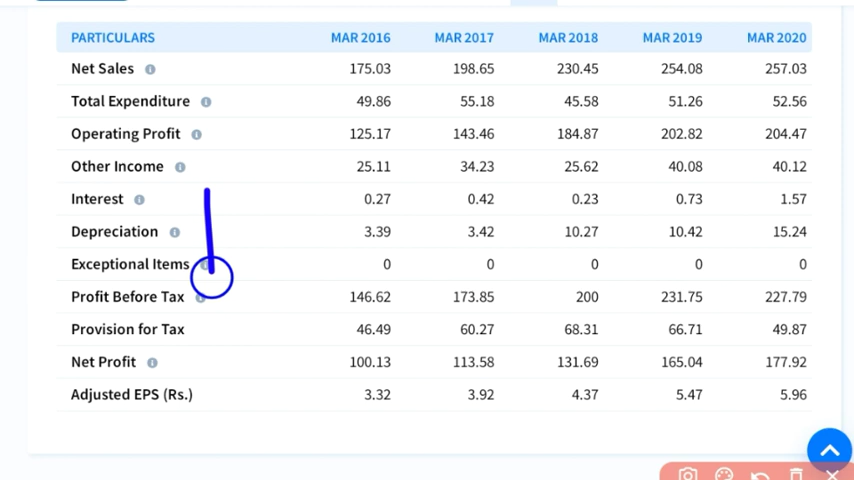 PARTICULARS MAR 2016 MAR 2017 MAR 2018 MAR 2019 MAR 2020
Net Sales 175.03 198.65 230.45 254.08 257.03
Total Expenditure 49.86 55.18 45.58 51.26 52.56
Operating Profit 125.17 143.46 184.87 202.82 204.47
Other Income 25.11 34.23 25.62 40.08 40.12
Interest 0.27 0.42 0.23 0.73 1.57
Depreciation 3.39 3.42 10.27 10.42 15.24
Exceptional Items 0 0 0 0 0
Profit Before Tax 146.62 173.85 200 231.75 227.79
Provision for Tax 46.49 60.27 68.31 66.71 49.87
Net Profit 100.13 113.58 131.69 165.04 177.92
Adjusted EPS (Rs.) 3.32 3.92 4.37 5.47 5.96